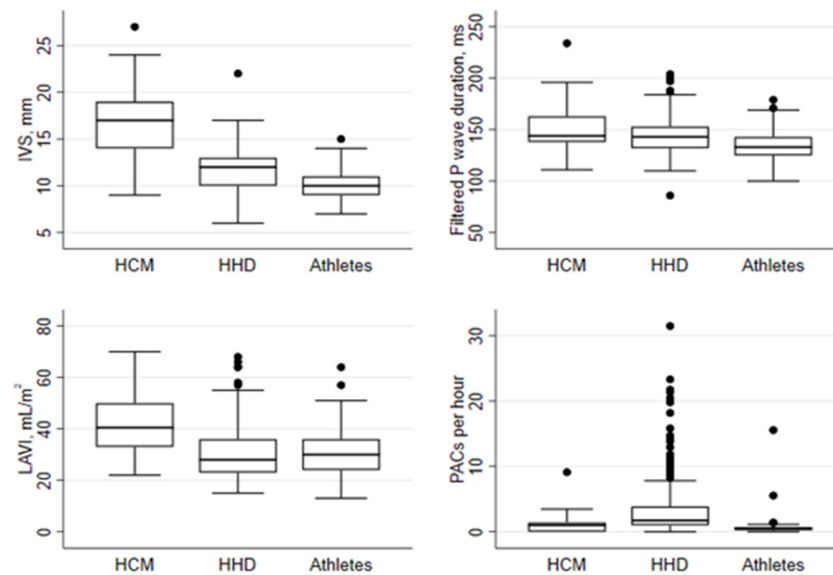 IVS, mm
25
20
15
10
5
HCM HHD Athletes
Filtered P wave duration, ms
250
200
150
100
50
HCM HHD Athletes
LAVI, mL/m²
80
60
40
20
0
HCM HHD Athletes
PACs per hour
30
20
10
0
HCM HHD Athletes